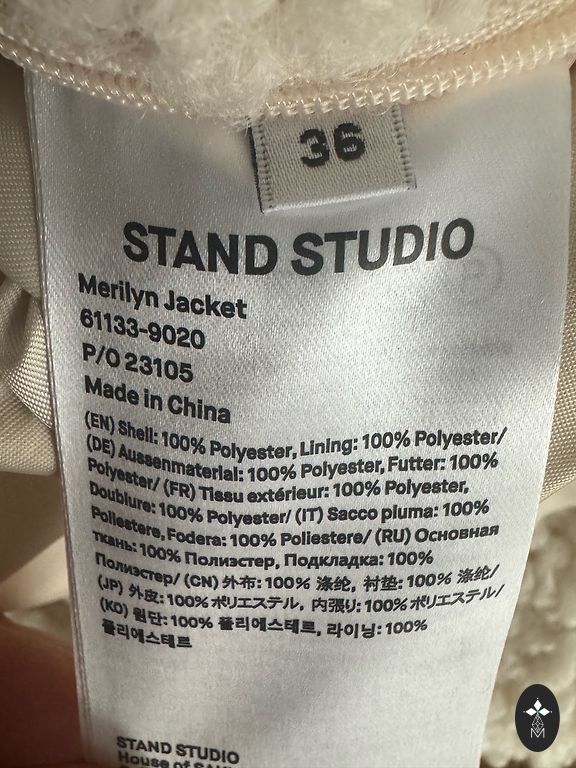 36
STAND STUDIO
Merilyn Jacket
61133-9020
P/O 23105
Made in China
(EN) Shell: 100% Polyester, Lining: 100% Polyester/
(DE) Aussenmaterial: 100% Polyester, Futter: 100%
Polyester/ (FR) Tissu extérieur: 100% Polyester,
Doublure: 100% Polyester/ (IT) Sacco pluma: 100%
Poliestere, Fodera: 100% Poliestere/ (RU) Основная
ткань: 100% Полиэстер, Подкладка: 100%
Полиэстер/ (CN) 外布: 100% 涤纶, 衬垫: 100% 涤纶/
(JP) 外皮: 100% ポリエステル, 内張り: 100% ポリエステル/
(KO) 원단: 100% 폴리에스테르, 라이닝: 100%
폴리에스테르
STAND STUDIO
House of
M